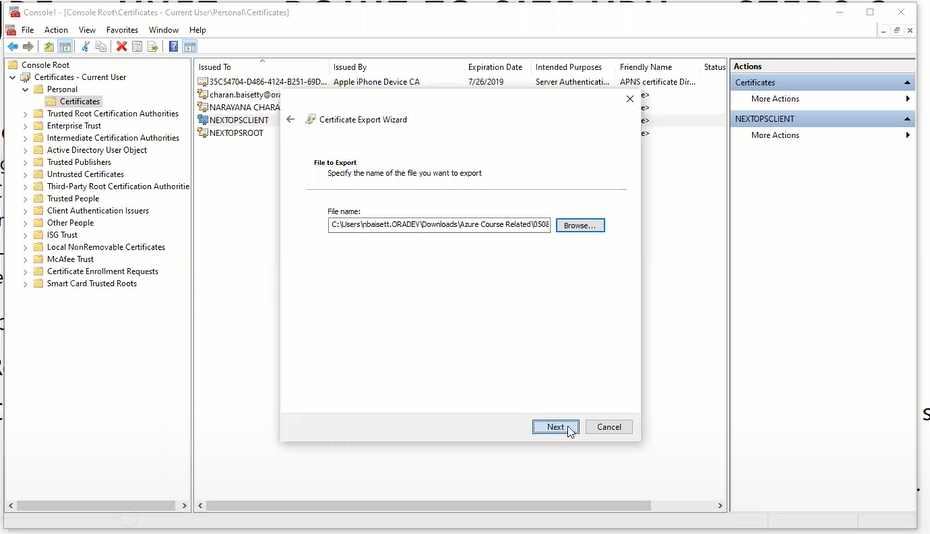 Console1 - [Console Root\Certificates - Current User\Personal\Certificates]
File Action View Favorites Window Help
Console Root
Certificates - Current User
Personal
Certificates
Trusted Root Certification Authorities
Enterprise Trust
Intermediate Certification Authorities
Active Directory User Object
Trusted Publishers
Untrusted Certificates
Third-Party Root Certification Authoritie
Trusted People
Client Authentication Issuers
Other People
ISG Trust
Local NonRemovable Certificates
McAfee Trust
Certificate Enrollment Requests
Smart Card Trusted Roots
Issued To Issued By Expiration Date Intended Purposes Friendly Name Status
35C54704-D486-4124-B251-69D... Apple iPhone Device CA 7/26/2019 Server Authenticati... APNS certificate Dir...
charan.baisetty@ora
NARAYANA CHARA
NEXTOPSCLIENT
NEXTOPSROOT
Certificate Export Wizard
File to Export
Specify the name of the file you want to export
File name:
C:\Users\nbaisett.ORADEV\Downloads\Azure Course Related\0508
Browse...
Next
Cancel
Actions
Certificates
More Actions
NEXTOPSCLIENT
More Actions